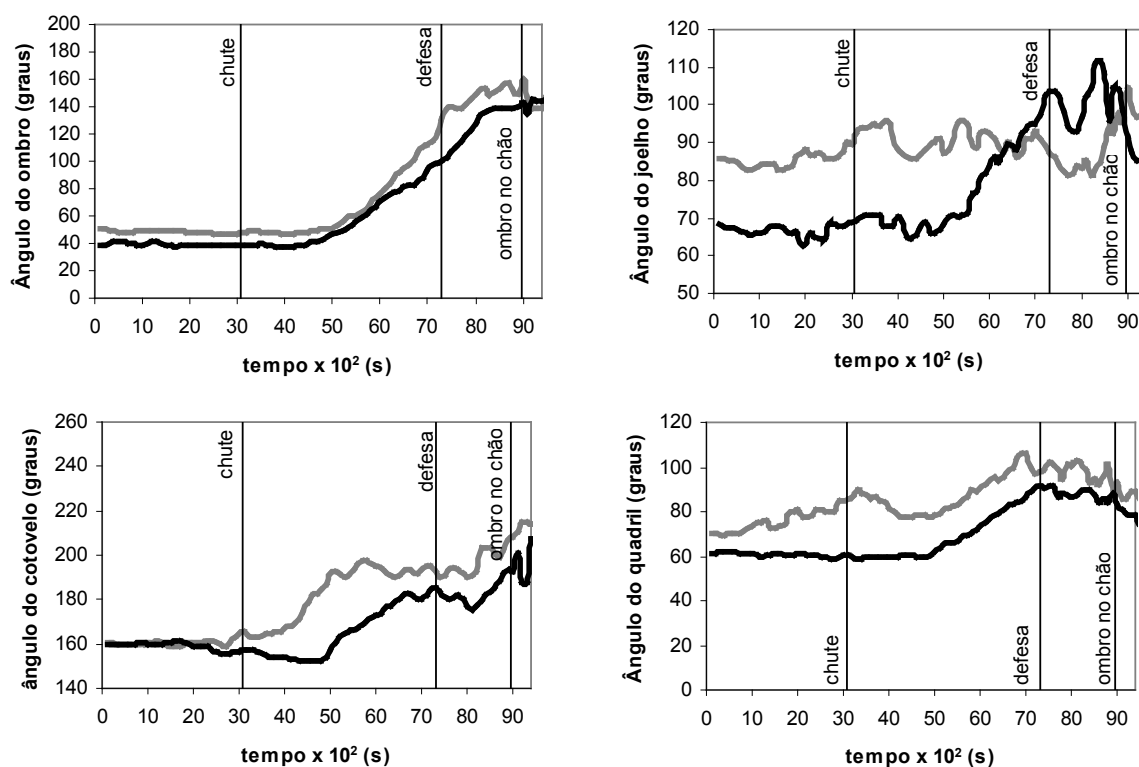 Ângulo do ombro (graus)
200
180
160
140
120
100
80
60
40
20
0
chute
defesa
ombro no chão
0 10 20 30 40 50 60 70 80 90
tempo x 10² (s)
Ângulo do joelho (graus)
120
110
100
90
80
70
60
50
chute
defesa
ombro no chão
0 10 20 30 40 50 60 70 80 90
tempo x 10² (s)
ângulo do cotovelo (graus)
260
240
220
200
180
160
140
chute
defesa
ombro no chão
0 10 20 30 40 50 60 70 80 90
tempo x 10² (s)
Ângulo do quadril (graus)
120
100
80
60
40
20
0
chute
defesa
ombro no chão
0 10 20 30 40 50 60 70 80 90
tempo x 10² (s)